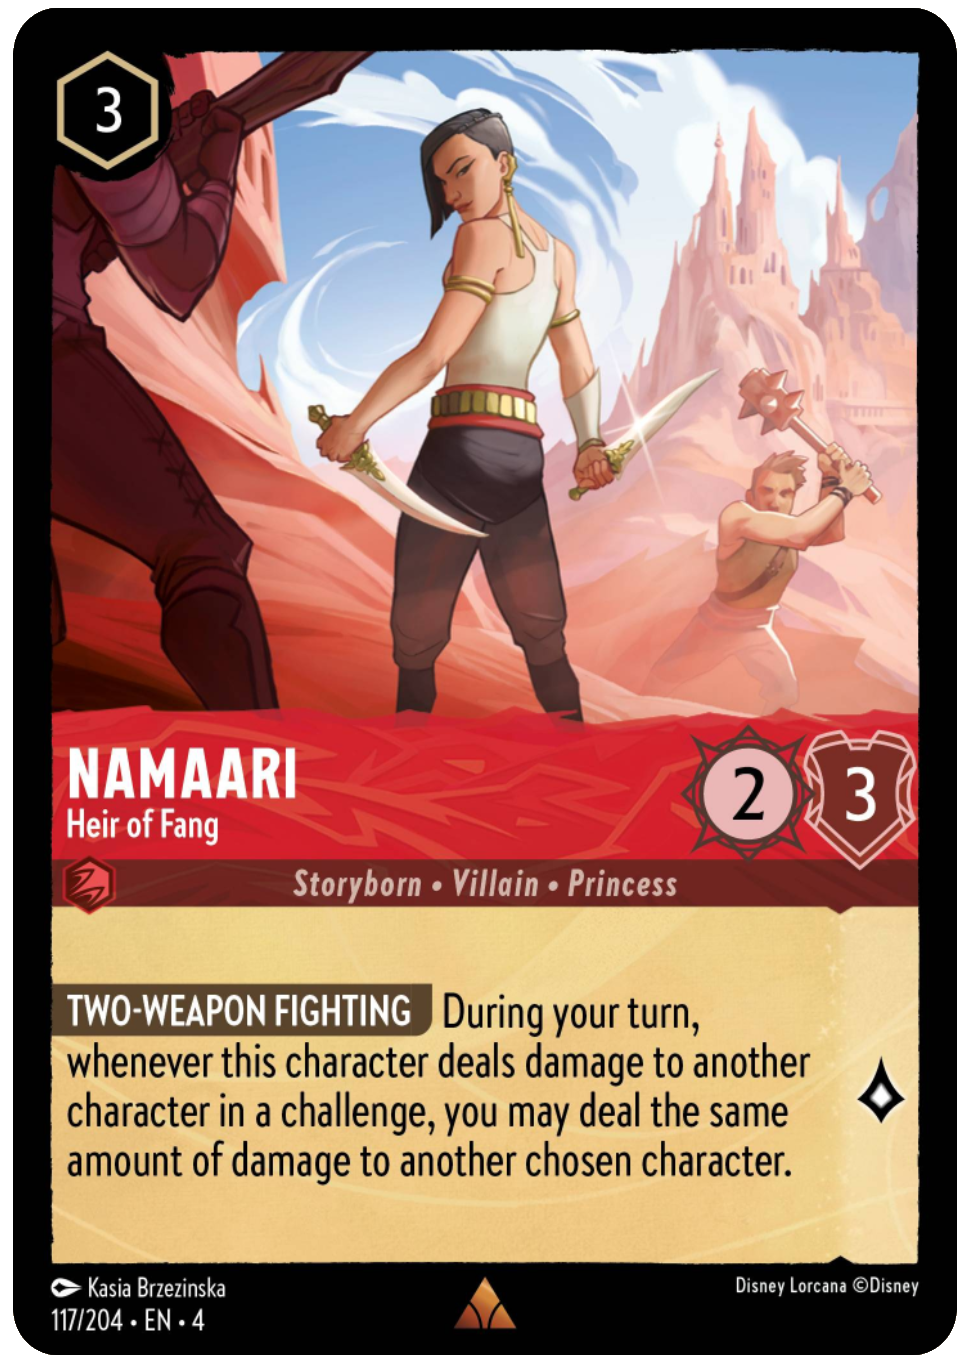 3
NAMAARI
Heir of Fang
2
3
Storyborn • Villain • Princess
TWO-WEAPON FIGHTING During your turn,
whenever this character deals damage to another
character in a challenge, you may deal the same
amount of damage to another chosen character.
Kasia Brzezinska
Disney Lorcana ©Disney
117/204 • EN • 4